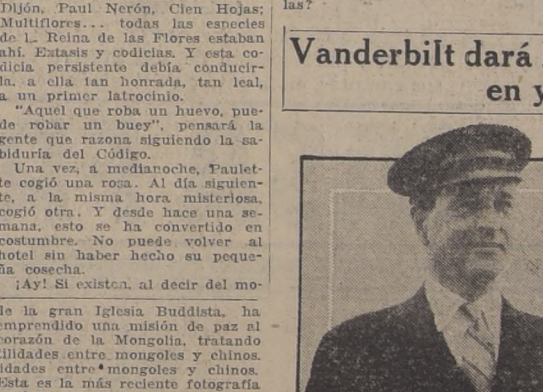 Dijón, Paul Nerón, Cien Hojas;
Multiflores... todas las especies
de l_ Reina de las Flores estaban
ahí. Extasis y codicias. Y esta co-
dicia persistente debía conducir-
la, a ella tan honrada, tan leal,
a un primer latrocinio.
"Aquel que roba un huevo, pue-
de robar un buey", pensará la
gente que razona siguiendo la sa-
biduría del Código.
Una vez, a medianoche, Paulet-
te cogió una rosa. Al día siguien-
te, a la misma hora misteriosa,
cogió otra. Y desde hace una se-
mana, esto se ha convertido en
costumbre. No puede volver al
hotel sin haber hecho su peque-
ña cosecha.
¡Ay! Si existen, al decir del mo-
de la gran Iglesia Buddista, ha
emprendido una misión de paz al
corazón de la Mongolia, tratando
tilidades entre mongoles y chinos.
idades entre mongoles y chinos.
Esta es la más reciente fotografía
las?
Vanderbilt dará
en y